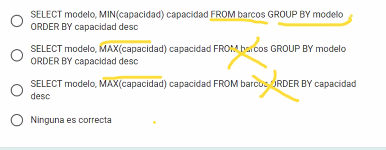 SELECT modelo, MIN(capacidad) capacidad FROM barcos GROUP BY modelo
ORDER BY capacidad desc
SELECT modelo, MAX(capacidad) capacidad FROM barcos GROUP BY modelo
ORDER BY capacidad desc
SELECT modelo, MAX(capacidad) capacidad FROM barcos ORDER BY capacidad
desc
Ninguna es correcta